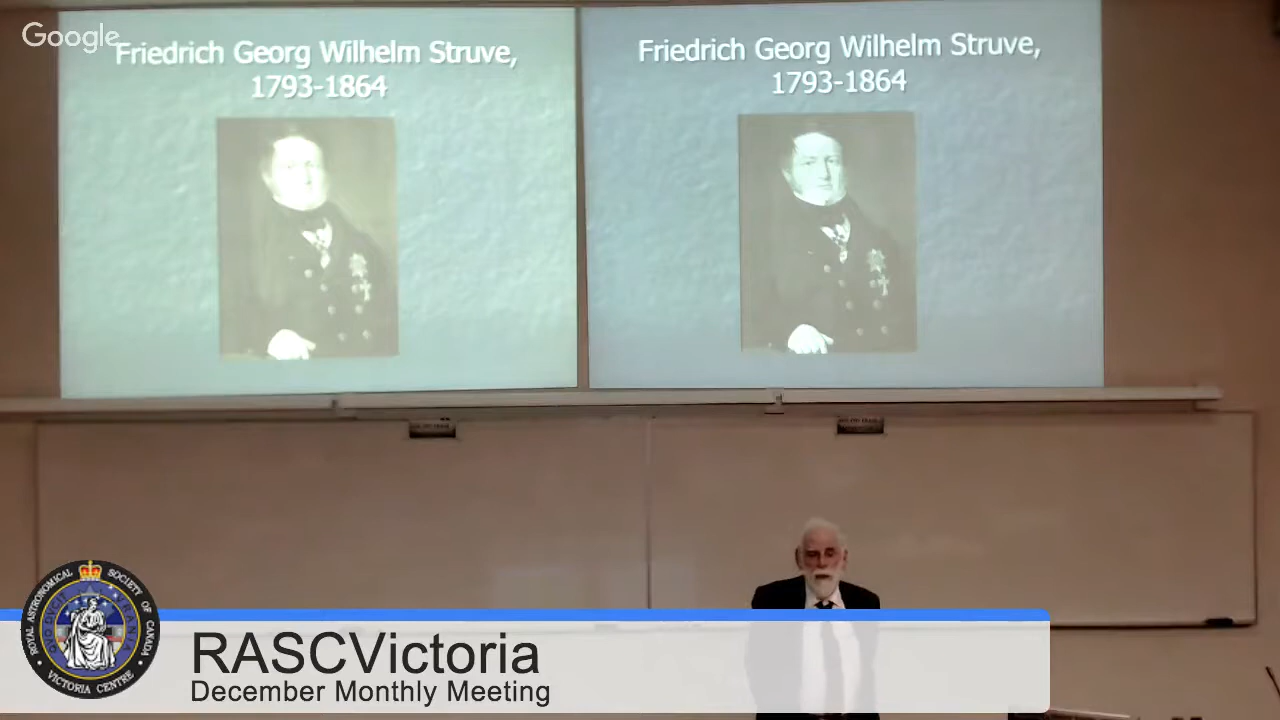 Google
Friedrich Georg Wilhelm Struve,
1793-1864
Friedrich Georg Wilhelm Struve,
1793-1864
ROYAL ASTRONOMICAL SOCIETY OF CANADA
VICTORIA CENTRE
RASCVictoria
December Monthly Meeting